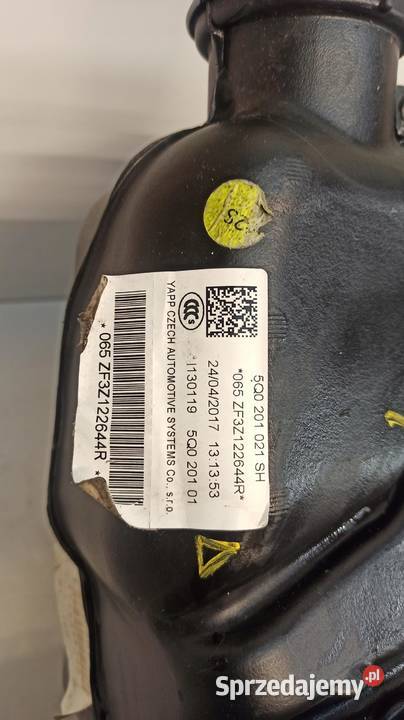 25
5Q0 201 021 SH
*065 ZF3Z122644R*
24/04/2017 13:13:53
*I130119 5Q0 201 01
YAPP CZECH AUTOMOTIVE SYSTEMS Co., s.r.o.
* 065 ZF3Z122644R *
Sprzedajemy.pl